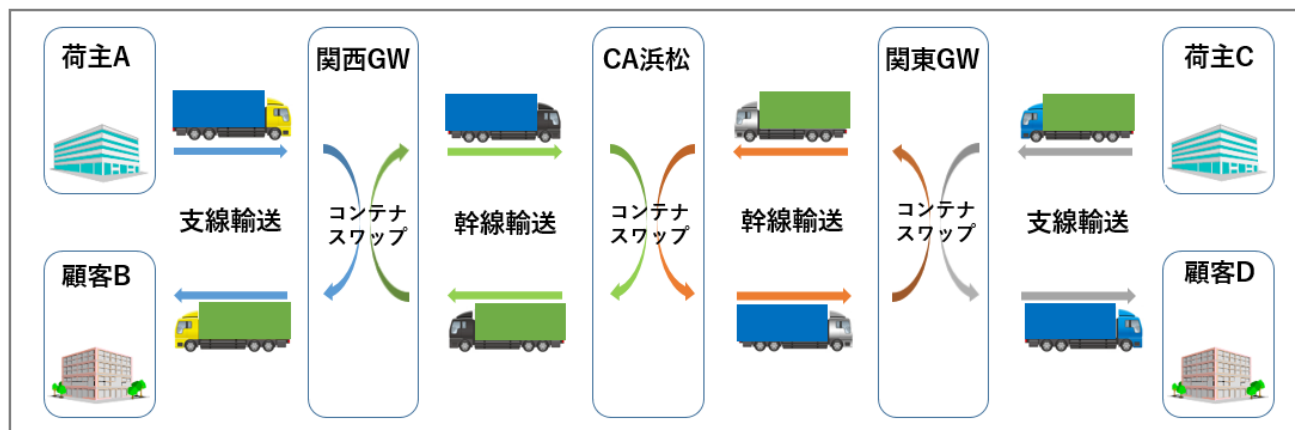 荷主A
関西GW
CA浜松
関東GW
荷主C
支線輸送
コンテナ
スワップ
幹線輸送
コンテナ
スワップ
幹線輸送
コンテナ
スワップ
支線輸送
顧客B
顧客D